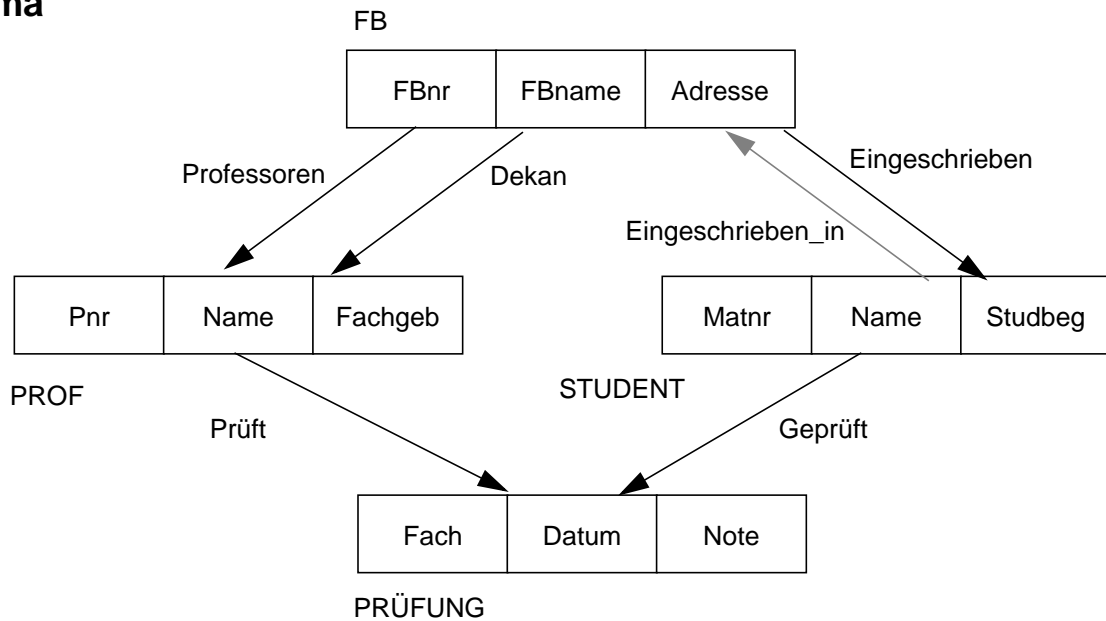 ma
FB
FBnr FBname Adresse
Professoren Dekan Eingeschrieben
Eingeschrieben_in
Pnr Name Fachgeb Matnr Name Studbeg
PROF STUDENT
Prüft Geprüft
Fach Datum Note
PRÜFUNG